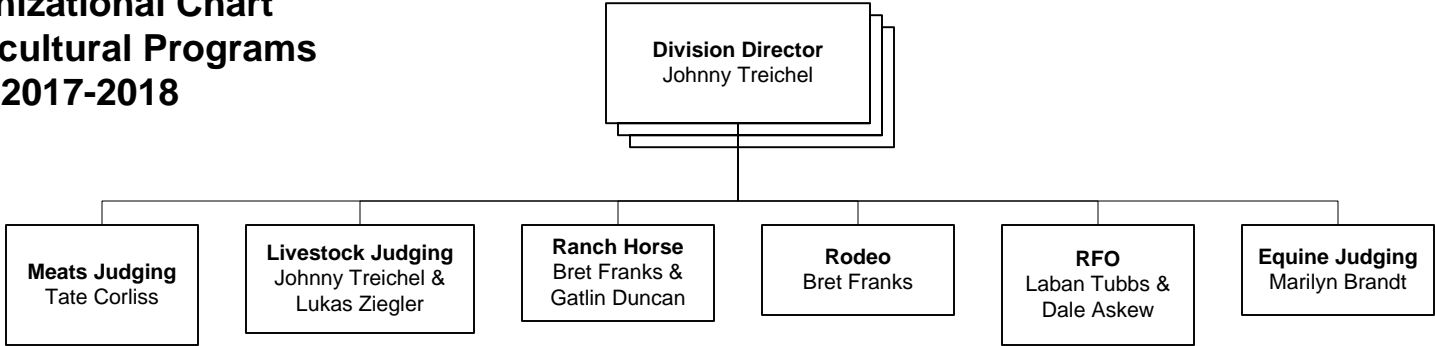 nizational Chart
cultural Programs
2017-2018
Division Director
Johnny Treichel
Meats Judging
Tate Corliss
Livestock Judging
Johnny Treichel &
Lukas Ziegler
Ranch Horse
Bret Franks &
Gatlin Duncan
Rodeo
Bret Franks
RFO
Laban Tubbs &
Dale Askew
Equine Judging
Marilyn Brandt